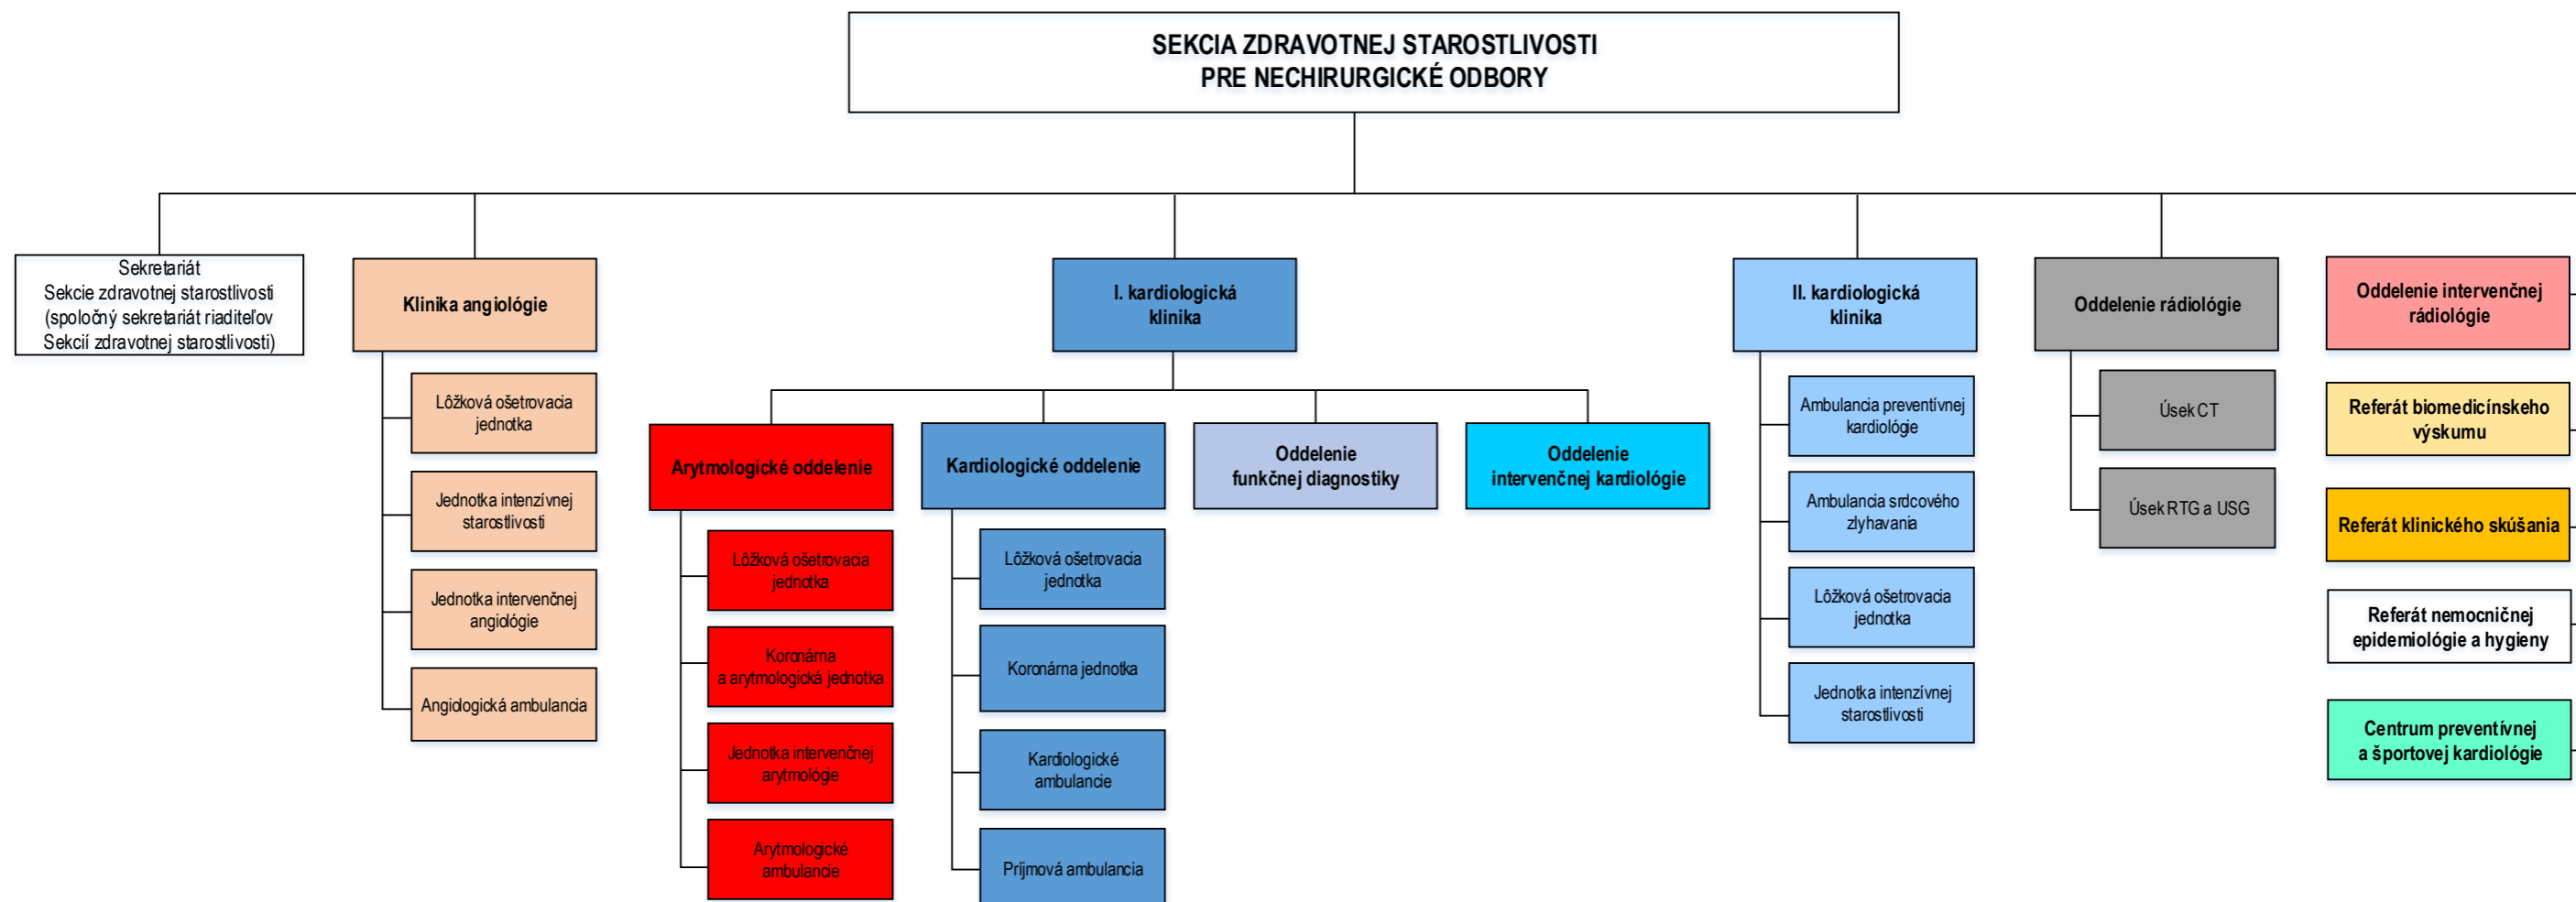 SEKCIA ZDRAVOTNEJ STAROSTLIVOSTI
PRE NECHIRURGICKÉ ODBORY
Sekretariát
Sekcie zdravotnej starostlivosti
(spoločný sekretariát riaditeľov
Sekcií zdravotnej starostlivosti)
Klinika angiológie
Lôžková ošetrovacia
jednotka
Jednotka intenzívnej
starostlivosti
Jednotka intervenčnej
angiológie
Angiologická ambulancia
I. kardiologická
klinika
Arytmologické oddelenie
Lôžková ošetrovacia
jednotka
Koronárna
a arytmologická jednotka
Jednotka intervenčnej
arytmológie
Arytmologické
ambulancie
Kardiologické oddelenie
Lôžková ošetrovacia
jednotka
Koronárna jednotka
Kardiologické
ambulancie
Príjmová ambulancia
Oddelenie
funkčnej diagnostiky
Oddelenie
intervenčnej kardiológie
II. kardiologická
klinika
Ambulancia preventívnej
kardiológie
Ambulancia srdcového
zlyhavania
Lôžková ošetrovacia
jednotka
Jednotka intenzívnej
starostlivosti
Oddelenie rádiológie
Úsek CT
Úsek RTG a USG
Oddelenie intervenčnej
rádiológie
Referát biomedicínskeho
výskumu
Referát klinického skúšania
Referát nemocničnej
epidemiológie a hygieny
Centrum preventívnej
a športovej kardiológie